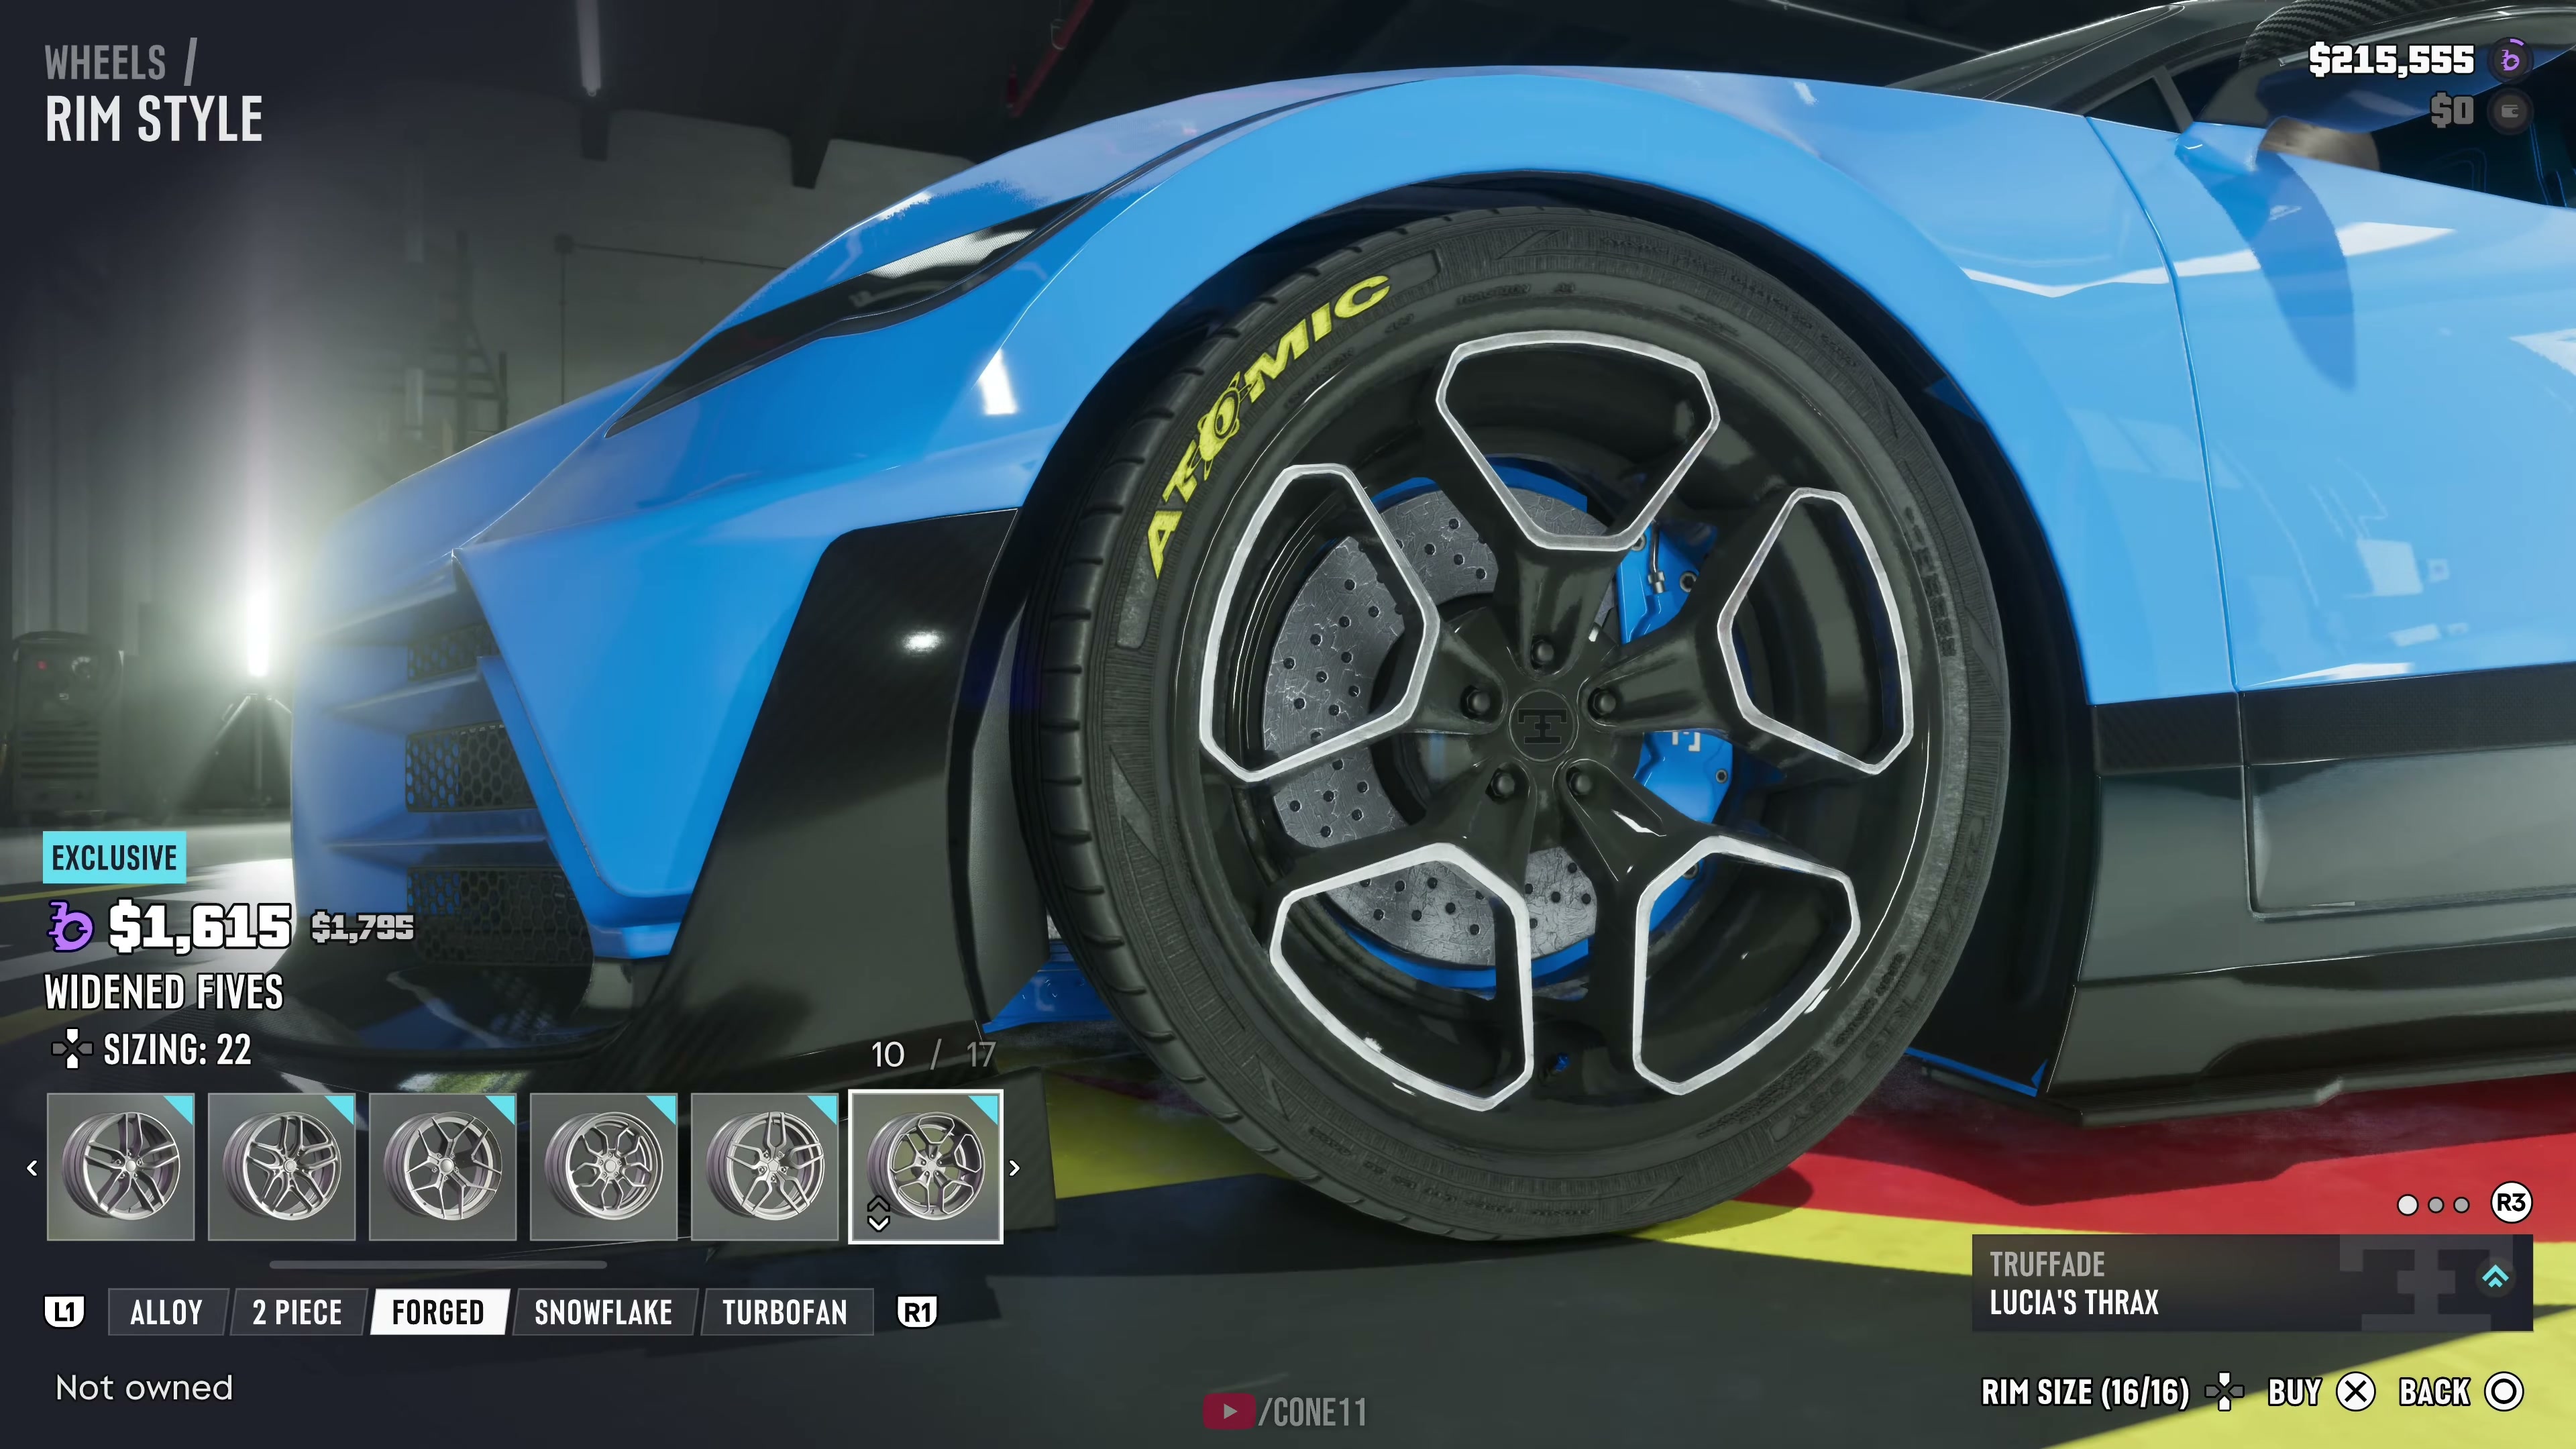 WHEELS /
RIM STYLE
$215,555
$0
ATOMIC
EXCLUSIVE
$1,615 $1,795
WIDENED FIVES
SIZING: 22
10 / 17
R3
TRUFFADE
LUCIA'S THRAX
L1 ALLOY 2 PIECE FORGED SNOWFLAKE TURBOFAN R1
Not owned
RIM SIZE (16/16) BUY BACK
/CONE11